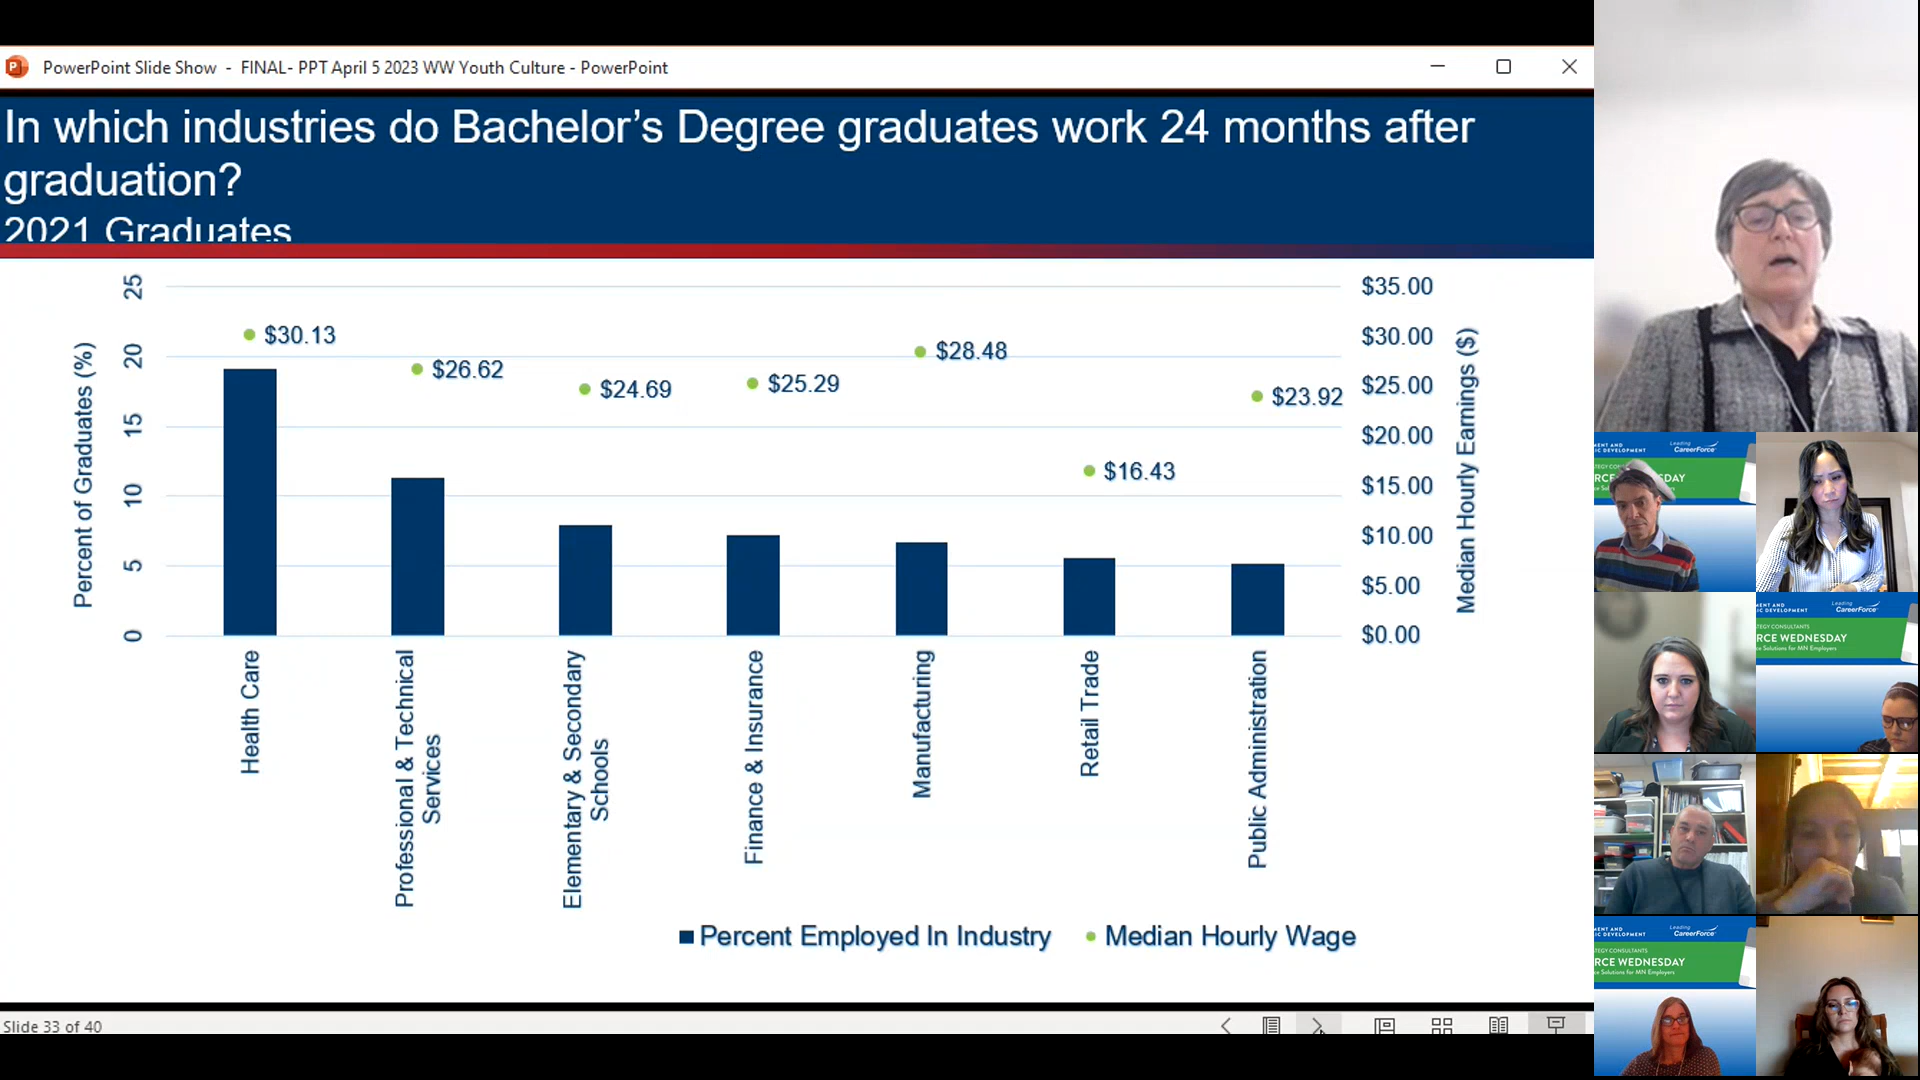 PowerPoint Slide Show - FINAL- PPT April 5 2023 WW Youth Culture - PowerPoint
In which industries do Bachelor's Degree graduates work 24 months after
graduation?
2021 Graduates
Percent of Graduates (%)
25
20
15
10
5
0
$30.13
$26.62
$24.69
$25.29
$28.48
$16.43
$23.92
$35.00
$30.00
$25.00
$20.00
$15.00
$10.00
$5.00
$0.00
Median Hourly Earnings ($)
Health Care
Professional & Technical
Services
Elementary & Secondary
Schools
Finance & Insurance
Manufacturing
Retail Trade
Public Administration
Percent Employed In Industry
Median Hourly Wage
Slide 33 of 40
Leading
CareerForce
Leading
CareerForce
WEDNESDAY
Leading
CareerForce
WEDNESDAY